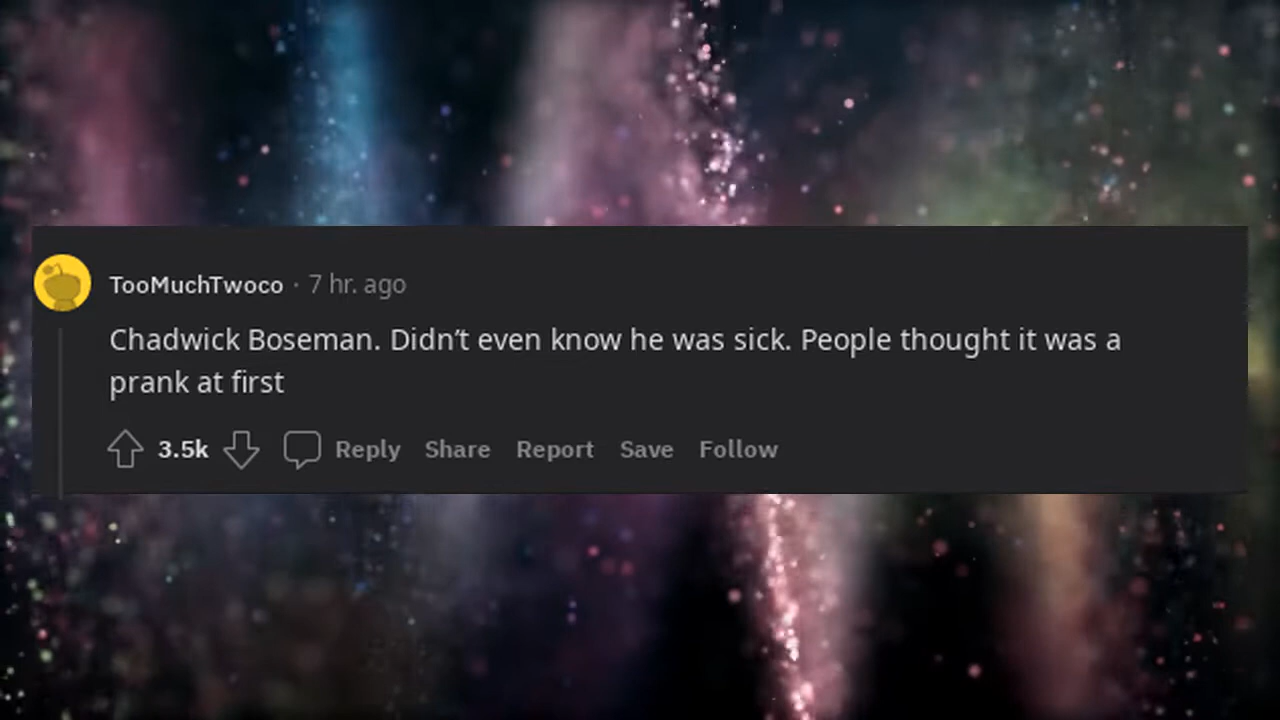 TooMuchTwoco · 7 hr. ago
Chadwick Boseman. Didn’t even know he was sick. People thought it was a
prank at first
3.5k Reply Share Report Save Follow